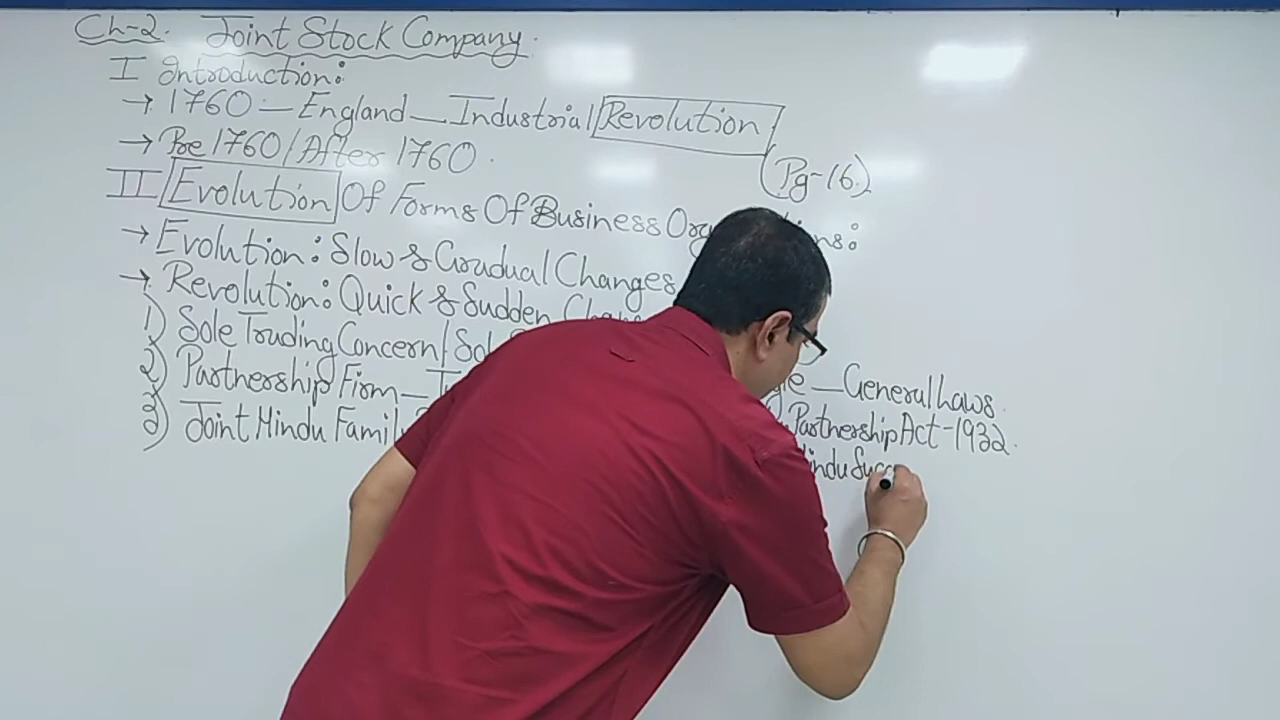 Ch-2. Joint Stock Company.
I Introduction:
→ 1760 — England — Industrial Revolution
→ Pre 1760/After 1760.
(Pg-16.)
II Evolution Of Forms Of Business
→ Evolution: Slow & Gradual Changes
→ Revolution: Quick & Sudden
1) Sole Trading Concern/ — General Laws.
2) Partnership Firm — Partnership Act-1932.
3) Joint Hindu